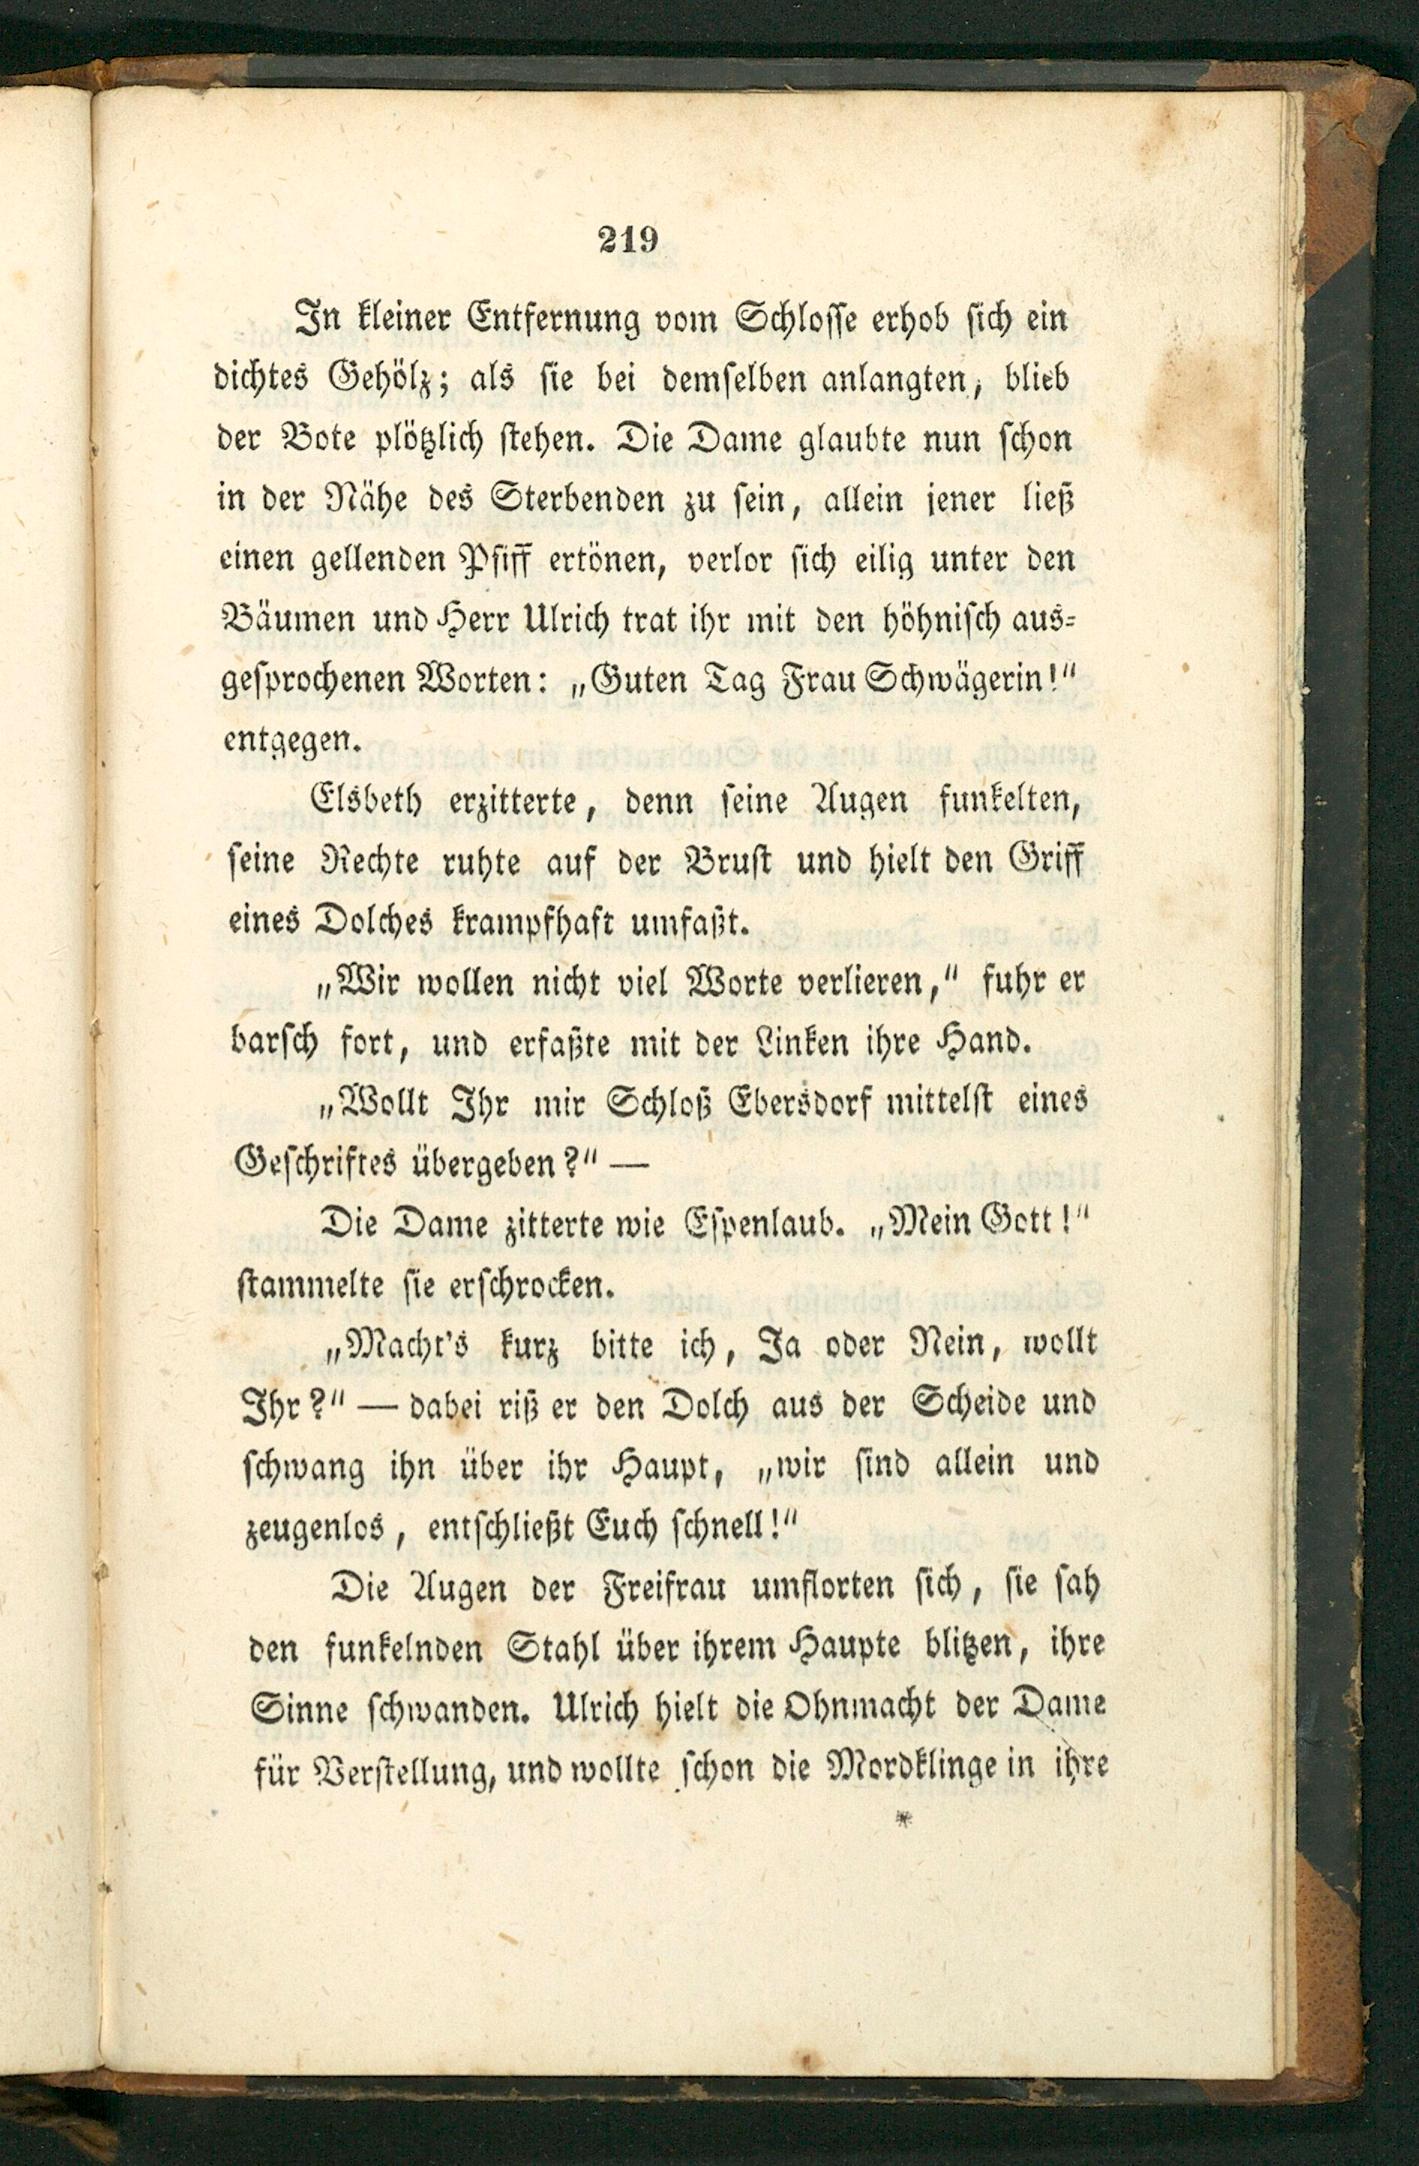 219
In kleiner Entfernung vom Schlosse erhob sich ein
dichtes Gehölz; als sie bei demselben anlangten, blieb
der Bote plötzlich stehen. Die Dame glaubte nun schon
in der Nähe des Sterbenden zu sein, allein jener ließ
einen gellenden Pfiff ertönen, verlor sich eilig unter den
Bäumen und Herr Ulrich trat ihr mit den höhnisch aus-
gesprochenen Worten: „Guten Tag Frau Schwägerin!“
entgegen.
Elsbeth erzitterte, denn seine Augen funkelten,
seine Rechte ruhte auf der Brust und hielt den Griff
eines Dolches krampfhaft umfaßt.
„Wir wollen nicht viel Worte verlieren,“ fuhr er
barsch fort, und erfaßte mit der Linken ihre Hand.
„Wollt Ihr mir Schloß Ebersdorf mittelst eines
Geschriftes übergeben?“ —
Die Dame zitterte wie Espenlaub. „Mein Gott!“
stammelte sie erschrocken.
„Macht's kurz bitte ich, Ja oder Nein, wollt
Ihr?“ — dabei riß er den Dolch aus der Scheide und
schwang ihn über ihr Haupt, „wir sind allein und
zeugenlos, entschließt Euch schnell!“
Die Augen der Freifrau umflorten sich, sie sah
den funkelnden Stahl über ihrem Haupte blitzen, ihre
Sinne schwanden. Ulrich hielt die Ohnmacht der Dame
für Verstellung, und wollte schon die Mordklinge in ihre
*